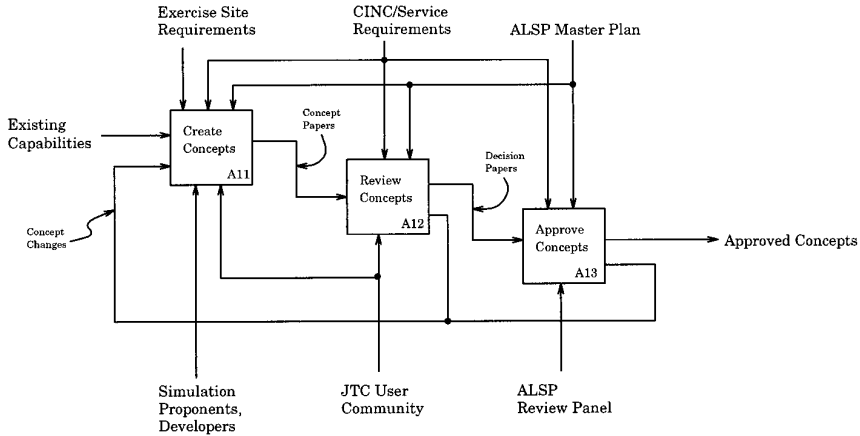 Exercise Site
Requirements
CINC/Service
Requirements
ALSP Master Plan
Existing
Capabilities
Create
Concepts
A11
Concept
Papers
Review
Concepts
A12
Decision
Papers
Approve
Concepts
A13
Approved Concepts
Concept
Changes
Simulation
Proponents,
Developers
JTC User
Community
ALSP
Review Panel